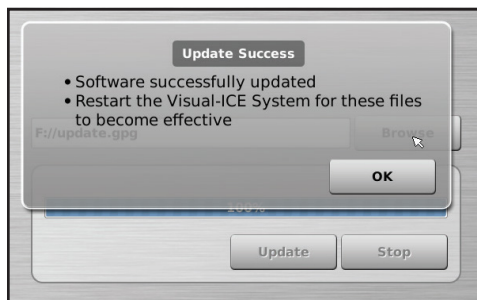 Update Success
• Software successfully updated
• Restart the Visual-ICE System for these files
to become effective
F://update.gpg
Browse
OK
100%
Update
Stop